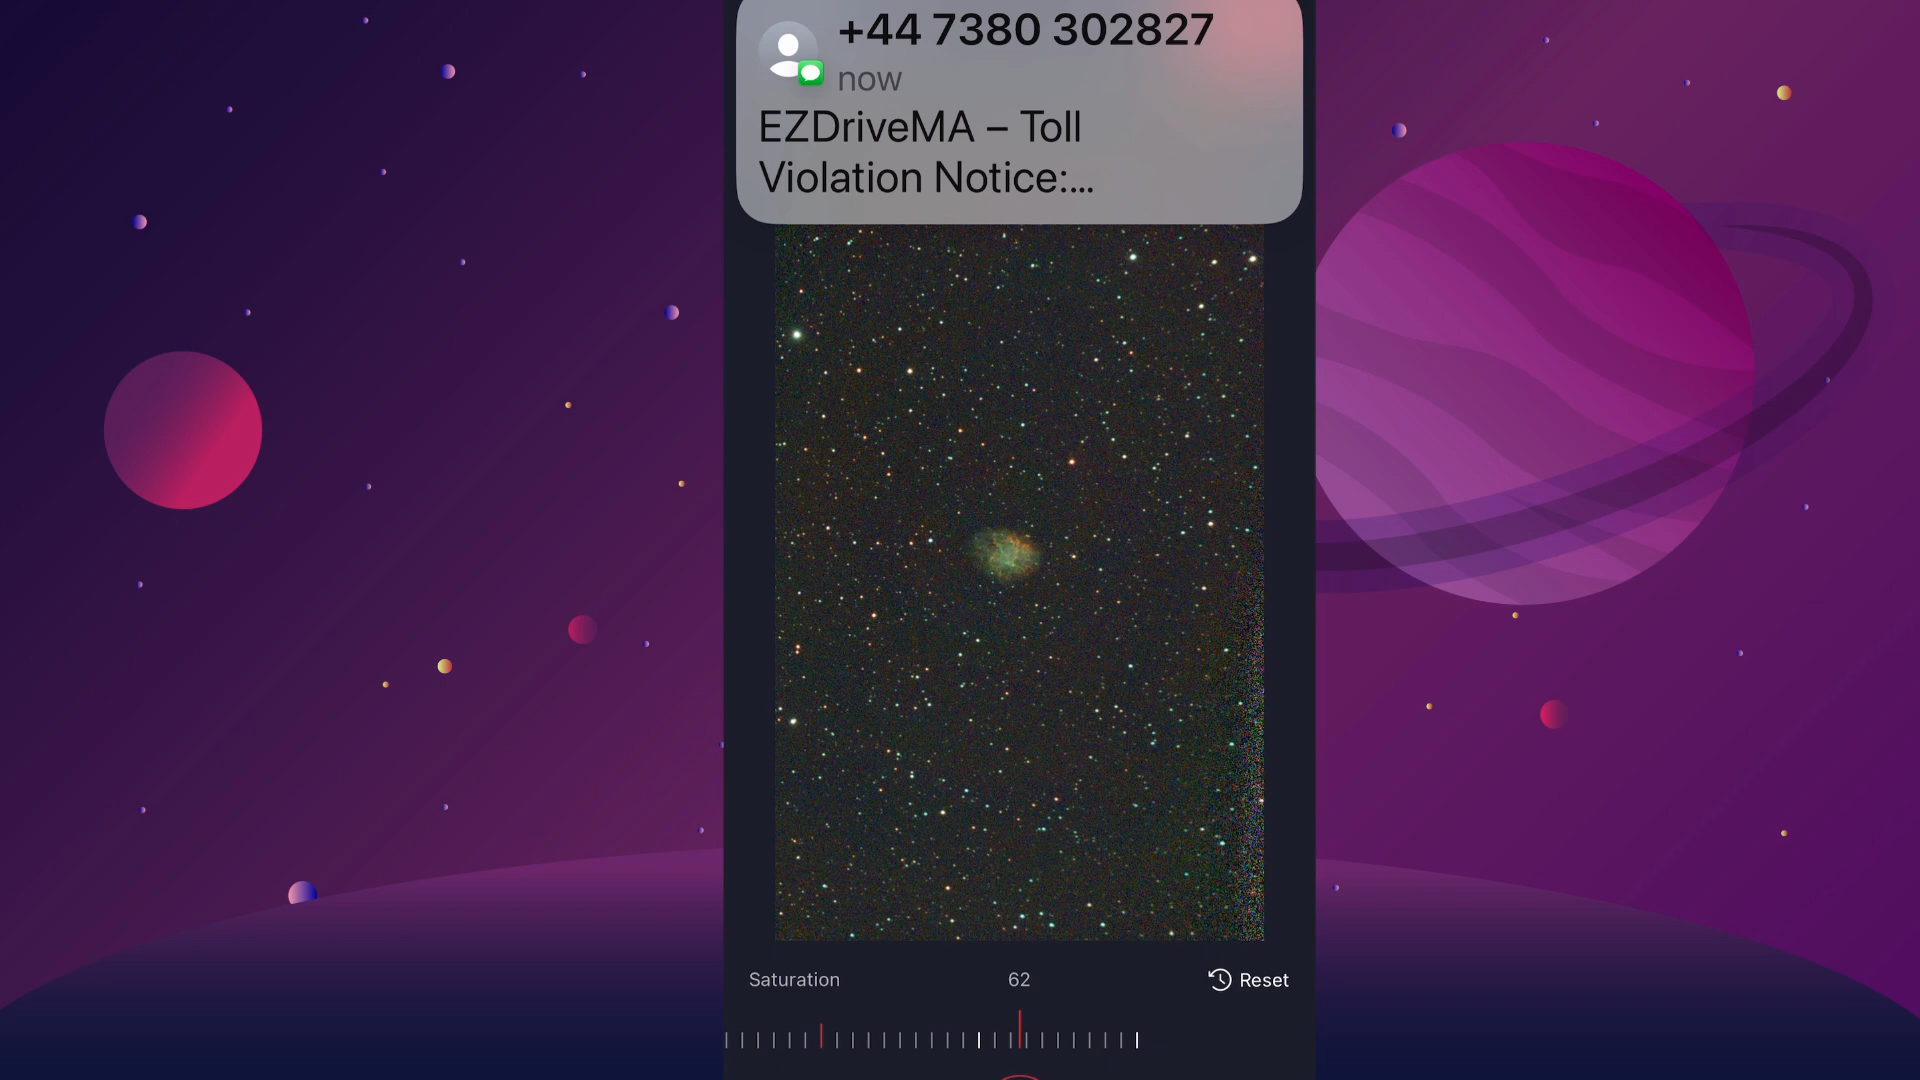 +44 7380 302827
now
EZDriveMA – Toll
Violation Notice:...
Saturation 62 Reset